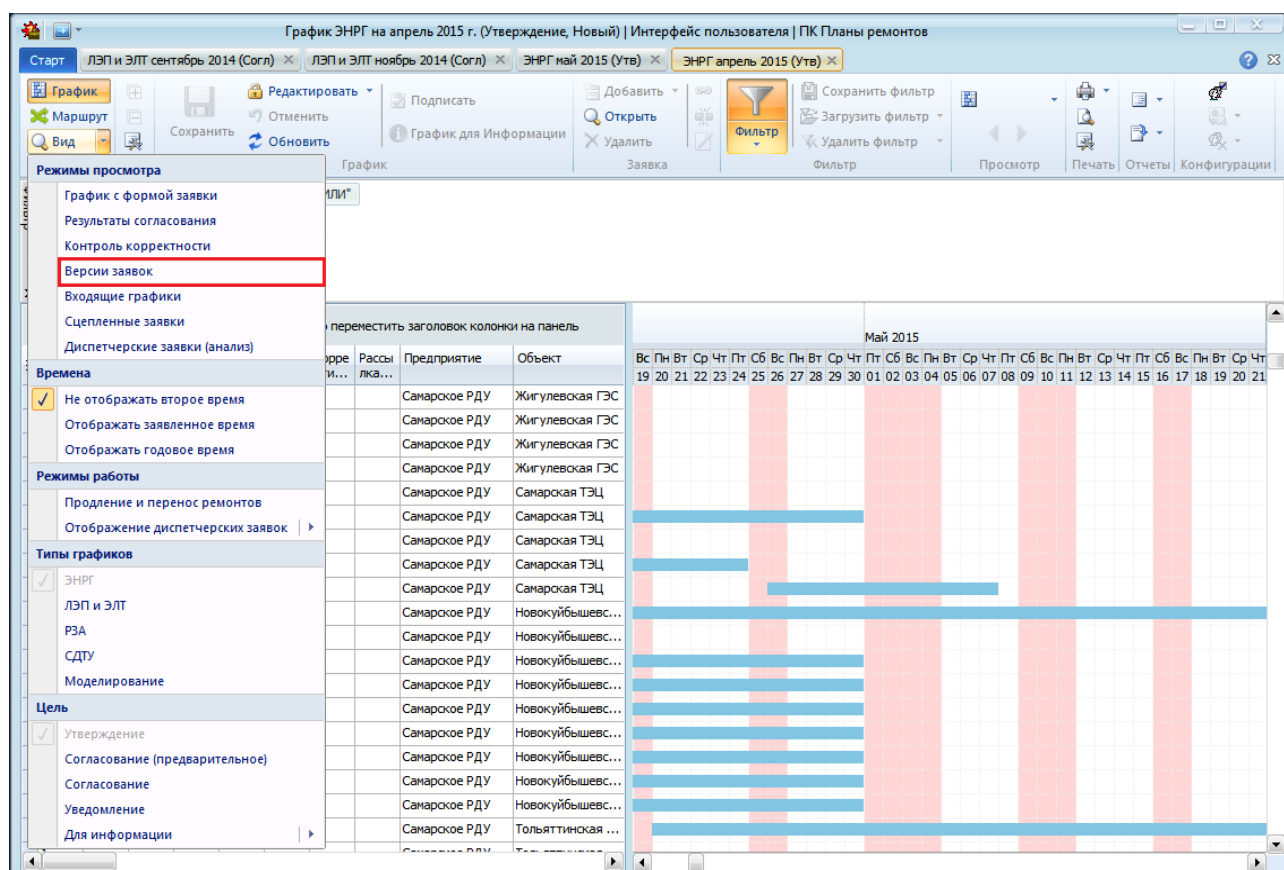 График ЭНРГ на апрель 2015 г. (Утверждение, Новый) | Интерфейс пользователя | ПК Планы ремонтов
Старт ЛЭП и ЭЛТ сентябрь 2014 (Согл) ЛЭП и ЭЛТ ноябрь 2014 (Согл) ЭНРГ май 2015 (Утв) ЭНРГ апрель 2015 (Утв)
График Редактировать Подписать Добавить Сохранить фильтр
Маршрут Сохранить Отменить График для Информации Открыть Фильтр Загрузить фильтр
Вид Обновить Удалить Удалить фильтр
График Заявка Фильтр Просмотр Печать Отчеты Конфигурации
Режимы просмотра
График с формой заявки
ИЛИ"
Результаты согласования
Контроль корректности
Версии заявок
Входящие графики
Сцепленные заявки
Диспетчерские заявки (анализ)
переместить заголовок колонки на панель
Май 2015
Рассы лка... Предприятие Объект
Вс Пн Вт Ср Чт Пт Сб Вс Пн Вт Ср Чт Пт Сб Вс Пн Вт Ср Чт Пт Сб Вс Пн Вт Ср Чт Пт Сб Вс Пн Вт Ср Чт
19 20 21 22 23 24 25 26 27 28 29 30 01 02 03 04 05 06 07 08 09 10 11 12 13 14 15 16 17 18 19 20 21
Времена
Не отображать второе время
Отображать заявленное время
Отображать годовое время
Режимы работы
Продление и перенос ремонтов
Отображение диспетчерских заявок
Типы графиков
ЭНРГ
ЛЭП и ЭЛТ
РЗА
СДТУ
Моделирование
Цель
Утверждение
Согласование (предварительное)
Согласование
Уведомление
Для информации
Самарское РДУ Жигулевская ГЭС
Самарское РДУ Жигулевская ГЭС
Самарское РДУ Жигулевская ГЭС
Самарское РДУ Жигулевская ГЭС
Самарское РДУ Самарская ТЭЦ
Самарское РДУ Самарская ТЭЦ
Самарское РДУ Самарская ТЭЦ
Самарское РДУ Самарская ТЭЦ
Самарское РДУ Самарская ТЭЦ
Самарское РДУ Новокуйбышевс...
Самарское РДУ Новокуйбышевс...
Самарское РДУ Новокуйбышевс...
Самарское РДУ Новокуйбышевс...
Самарское РДУ Новокуйбышевс...
Самарское РДУ Новокуйбышевс...
Самарское РДУ Новокуйбышевс...
Самарское РДУ Новокуйбышевс...
Самарское РДУ Новокуйбышевс...
Самарское РДУ Тольяттинская ...